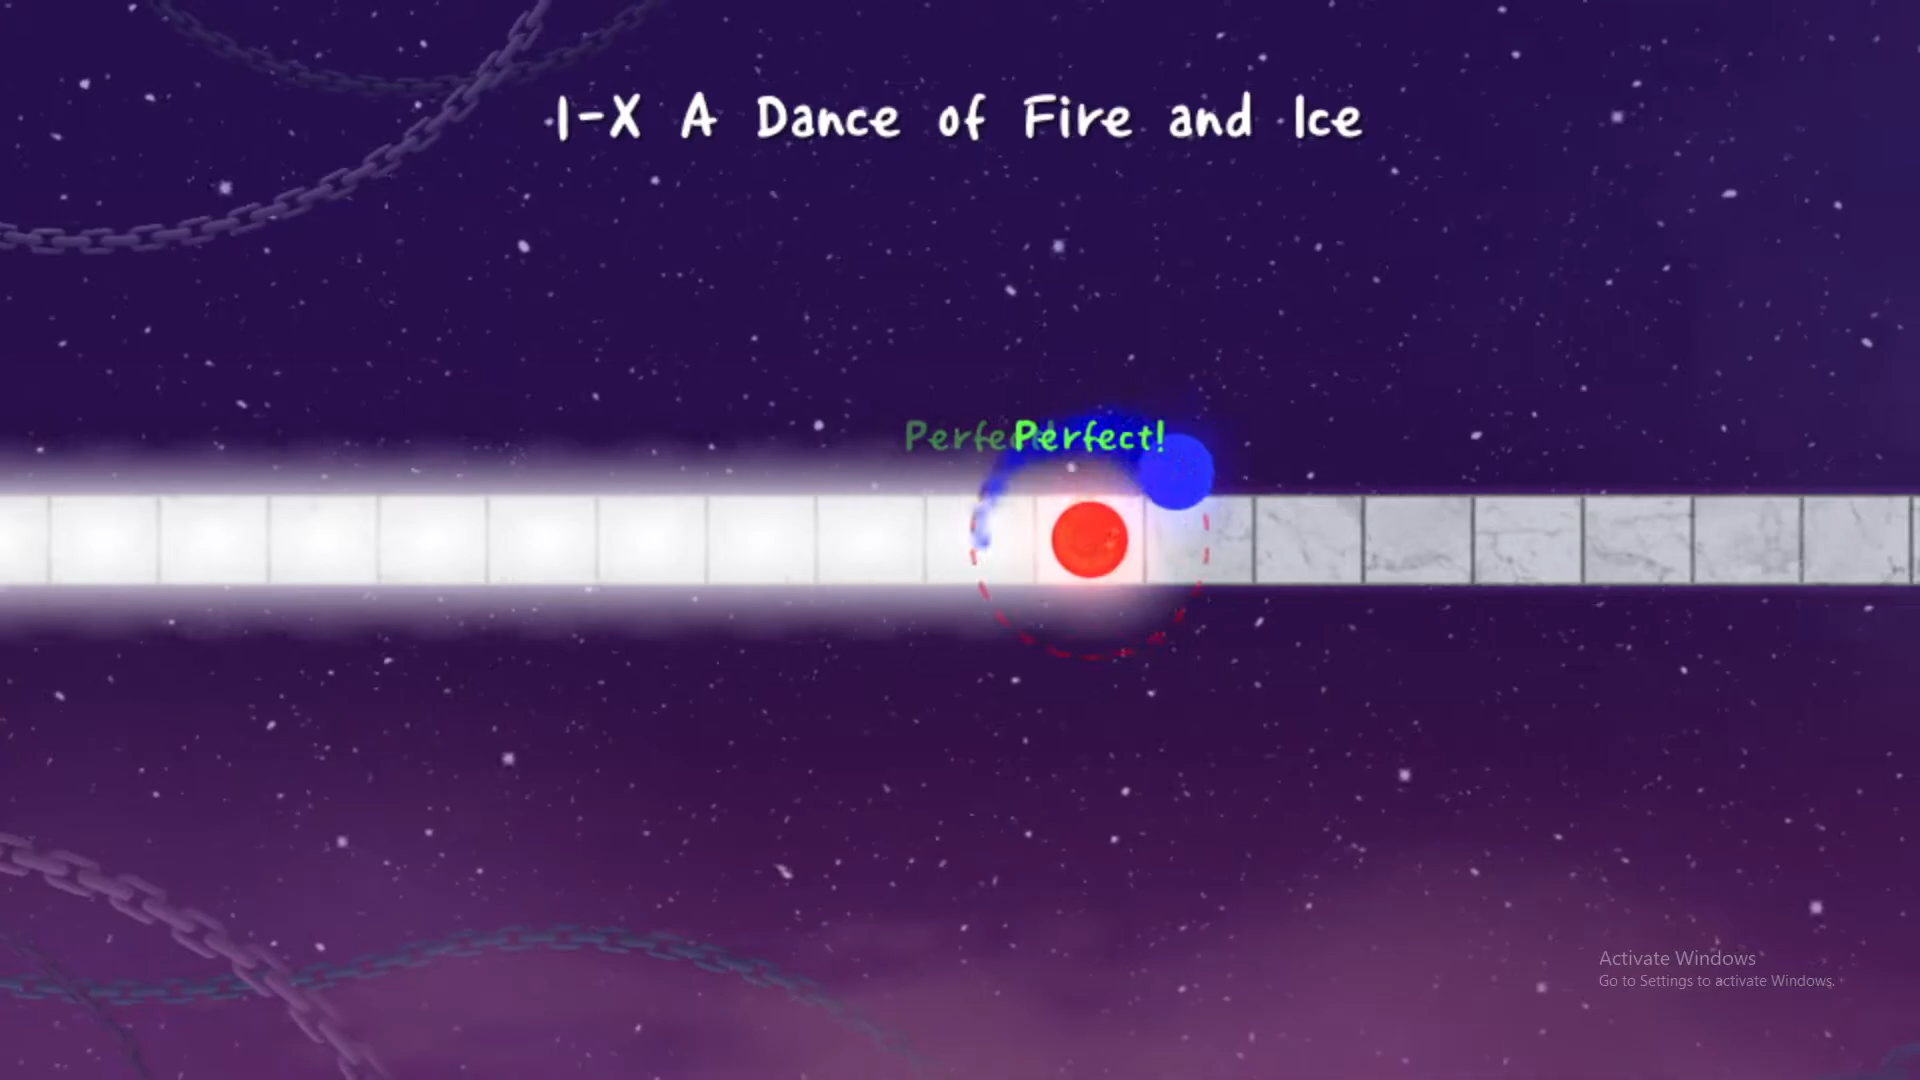 1-X A Dance of Fire and Ice
Perfect!
Activate Windows
Go to Settings to activate Windows.